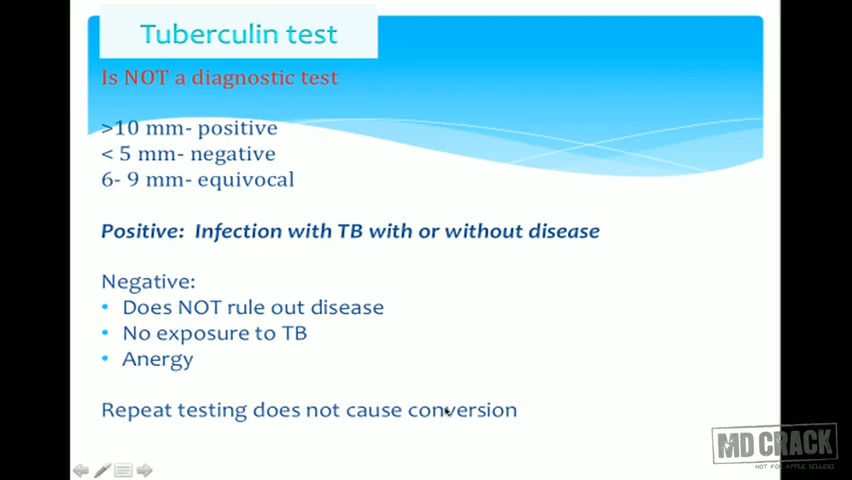 Tuberculin test
Is NOT a diagnostic test
>10 mm- positive
< 5 mm- negative
6- 9 mm- equivocal
Positive: Infection with TB with or without disease
Negative:
• Does NOT rule out disease
• No exposure to TB
• Anergy
Repeat testing does not cause conversion
MD CRACK
NOT FOR APPLE SELLERS